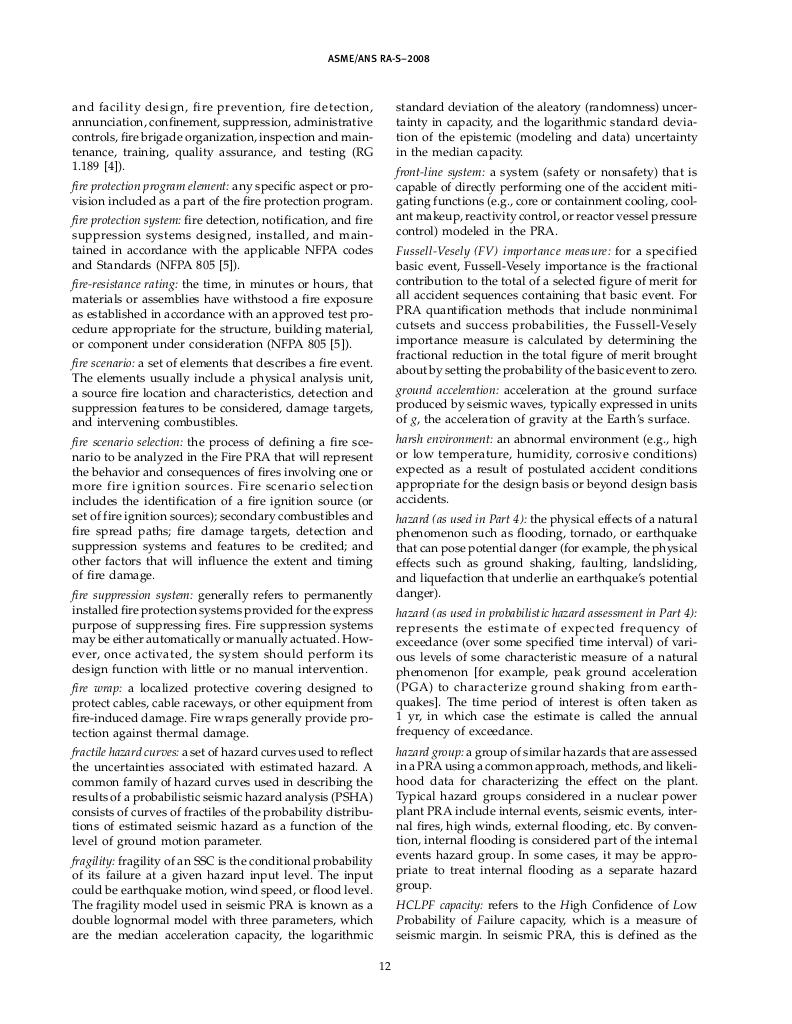 ASME/ANS RA-S–2008
and facility design, fire prevention, fire detection,
annunciation, confinement, suppression, administrative
controls, fire brigade organization, inspection and main-
tenance, training, quality assurance, and testing (RG
1.189 [4]).
fire protection program element: any specific aspect or pro-
vision included as a part of the fire protection program.
fire protection system: fire detection, notification, and fire
suppression systems designed, installed, and main-
tained in accordance with the applicable NFPA codes
and Standards (NFPA 805 [5]).
fire-resistance rating: the time, in minutes or hours, that
materials or assemblies have withstood a fire exposure
as established in accordance with an approved test pro-
cedure appropriate for the structure, building material,
or component under consideration (NFPA 805 [5]).
fire scenario: a set of elements that describes a fire event.
The elements usually include a physical analysis unit,
a source fire location and characteristics, detection and
suppression features to be considered, damage targets,
and intervening combustibles.
fire scenario selection: the process of defining a fire sce-
nario to be analyzed in the Fire PRA that will represent
the behavior and consequences of fires involving one or
more fire ignition sources. Fire scenario selection
includes the identification of a fire ignition source (or
set of fire ignition sources); secondary combustibles and
fire spread paths; fire damage targets, detection and
suppression systems and features to be credited; and
other factors that will influence the extent and timing
of fire damage.
fire suppression system: generally refers to permanently
installed fire protection systems provided for the express
purpose of suppressing fires. Fire suppression systems
may be either automatically or manually actuated. How-
ever, once activated, the system should perform its
design function with little or no manual intervention.
fire wrap: a localized protective covering designed to
protect cables, cable raceways, or other equipment from
fire-induced damage. Fire wraps generally provide pro-
tection against thermal damage.
fractile hazard curves: a set of hazard curves used to reflect
the uncertainties associated with estimated hazard. A
common family of hazard curves used in describing the
results of a probabilistic seismic hazard analysis (PSHA)
consists of curves of fractiles of the probability distribu-
tions of estimated seismic hazard as a function of the
level of ground motion parameter.
fragility: fragility of an SSC is the conditional probability
of its failure at a given hazard input level. The input
could be earthquake motion, wind speed, or flood level.
The fragility model used in seismic PRA is known as a
double lognormal model with three parameters, which
are the median acceleration capacity, the logarithmic
standard deviation of the aleatory (randomness) uncer-
tainty in capacity, and the logarithmic standard devia-
tion of the epistemic (modeling and data) uncertainty
in the median capacity.
front-line system: a system (safety or nonsafety) that is
capable of directly performing one of the accident miti-
gating functions (e.g., core or containment cooling, cool-
ant makeup, reactivity control, or reactor vessel pressure
control) modeled in the PRA.
Fussell-Vesely (FV) importance measure: for a specified
basic event, Fussell-Vesely importance is the fractional
contribution to the total of a selected figure of merit for
all accident sequences containing that basic event. For
PRA quantification methods that include nonminimal
cutsets and success probabilities, the Fussell-Vesely
importance measure is calculated by determining the
fractional reduction in the total figure of merit brought
about by setting the probability of the basic event to zero.
ground acceleration: acceleration at the ground surface
produced by seismic waves, typically expressed in units
of g, the acceleration of gravity at the Earth's surface.
harsh environment: an abnormal environment (e.g., high
or low temperature, humidity, corrosive conditions)
expected as a result of postulated accident conditions
appropriate for the design basis or beyond design basis
accidents.
hazard (as used in Part 4): the physical effects of a natural
phenomenon such as flooding, tornado, or earthquake
that can pose potential danger (for example, the physical
effects such as ground shaking, faulting, landsliding,
and liquefaction that underlie an earthquake's potential
danger).
hazard (as used in probabilistic hazard assessment in Part 4):
represents the estimate of expected frequency of
exceedance (over some specified time interval) of vari-
ous levels of some characteristic measure of a natural
phenomenon [for example, peak ground acceleration
(PGA) to characterize ground shaking from earth-
quakes]. The time period of interest is often taken as
1 yr, in which case the estimate is called the annual
frequency of exceedance.
hazard group: a group of similar hazards that are assessed
in a PRA using a common approach, methods, and likeli-
hood data for characterizing the effect on the plant.
Typical hazard groups considered in a nuclear power
plant PRA include internal events, seismic events, inter-
nal fires, high winds, external flooding, etc. By conven-
tion, internal flooding is considered part of the internal
events hazard group. In some cases, it may be appro-
priate to treat internal flooding as a separate hazard
group.
HCLPF capacity: refers to the High Confidence of Low
Probability of Failure capacity, which is a measure of
seismic margin. In seismic PRA, this is defined as the
12